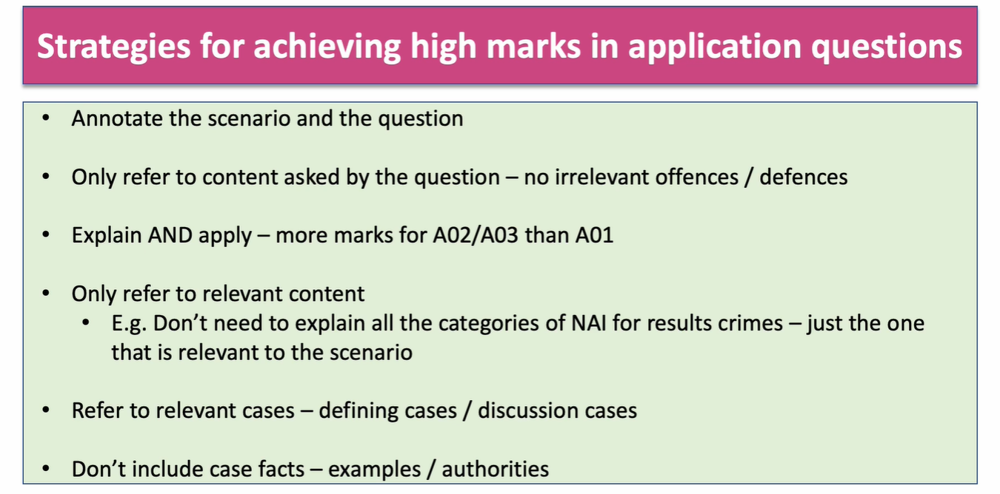 Strategies for achieving high marks in application questions
• Annotate the scenario and the question
• Only refer to content asked by the question – no irrelevant offences / defences
• Explain AND apply – more marks for A02/A03 than A01
• Only refer to relevant content
• E.g. Don’t need to explain all the categories of NAI for results crimes – just the one
that is relevant to the scenario
• Refer to relevant cases – defining cases / discussion cases
• Don’t include case facts – examples / authorities